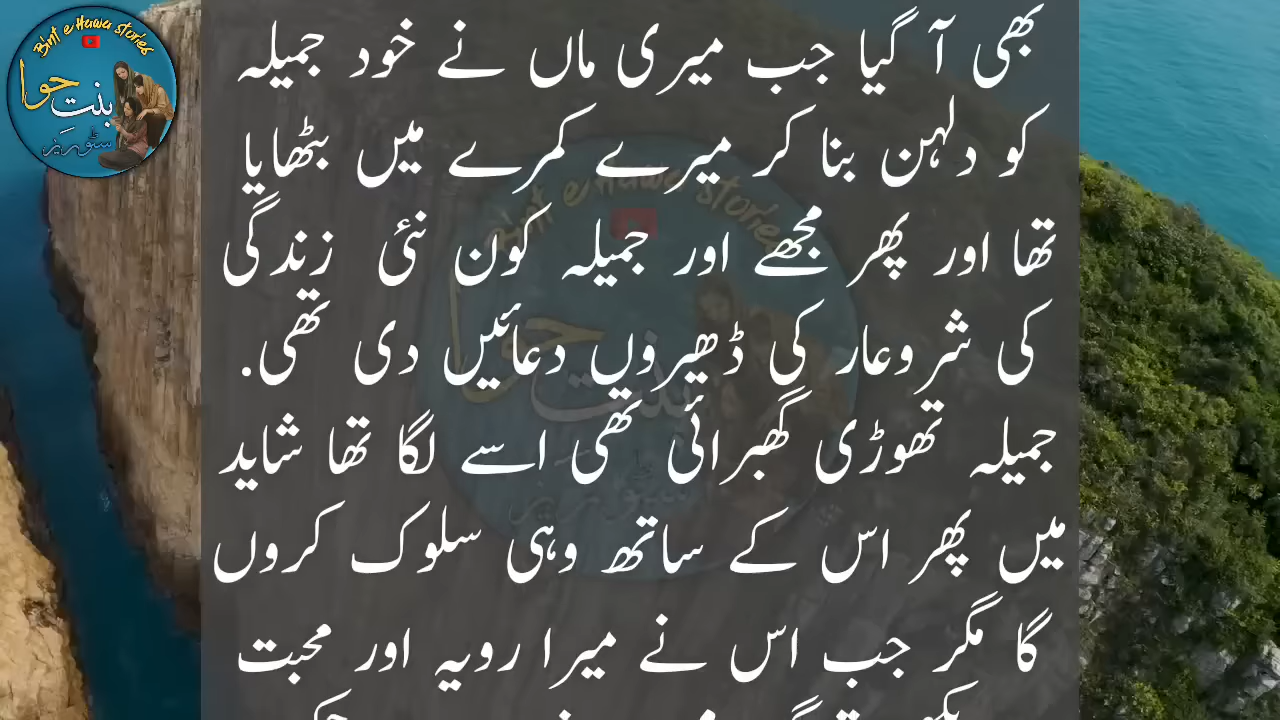 Bint e Hawa stories
بنتِ حوا
سٹوریز
بھی آ گیا جب میری ماں نے خود جمیلہ
کو دلہن بنا کر میرے کمرے میں بٹھایا
تھا اور پھر مجھے اور جمیلہ کون نئی زندگی
کی شروعار کی ڈھیروں دعائیں دی تھی.
جمیلہ تھوڑی گھبرائی تھی اسے لگا تھا شاید
میں پھر اس کے ساتھ وہی سلوک کروں
گا مگر جب اس نے میرا رویہ اور محبت